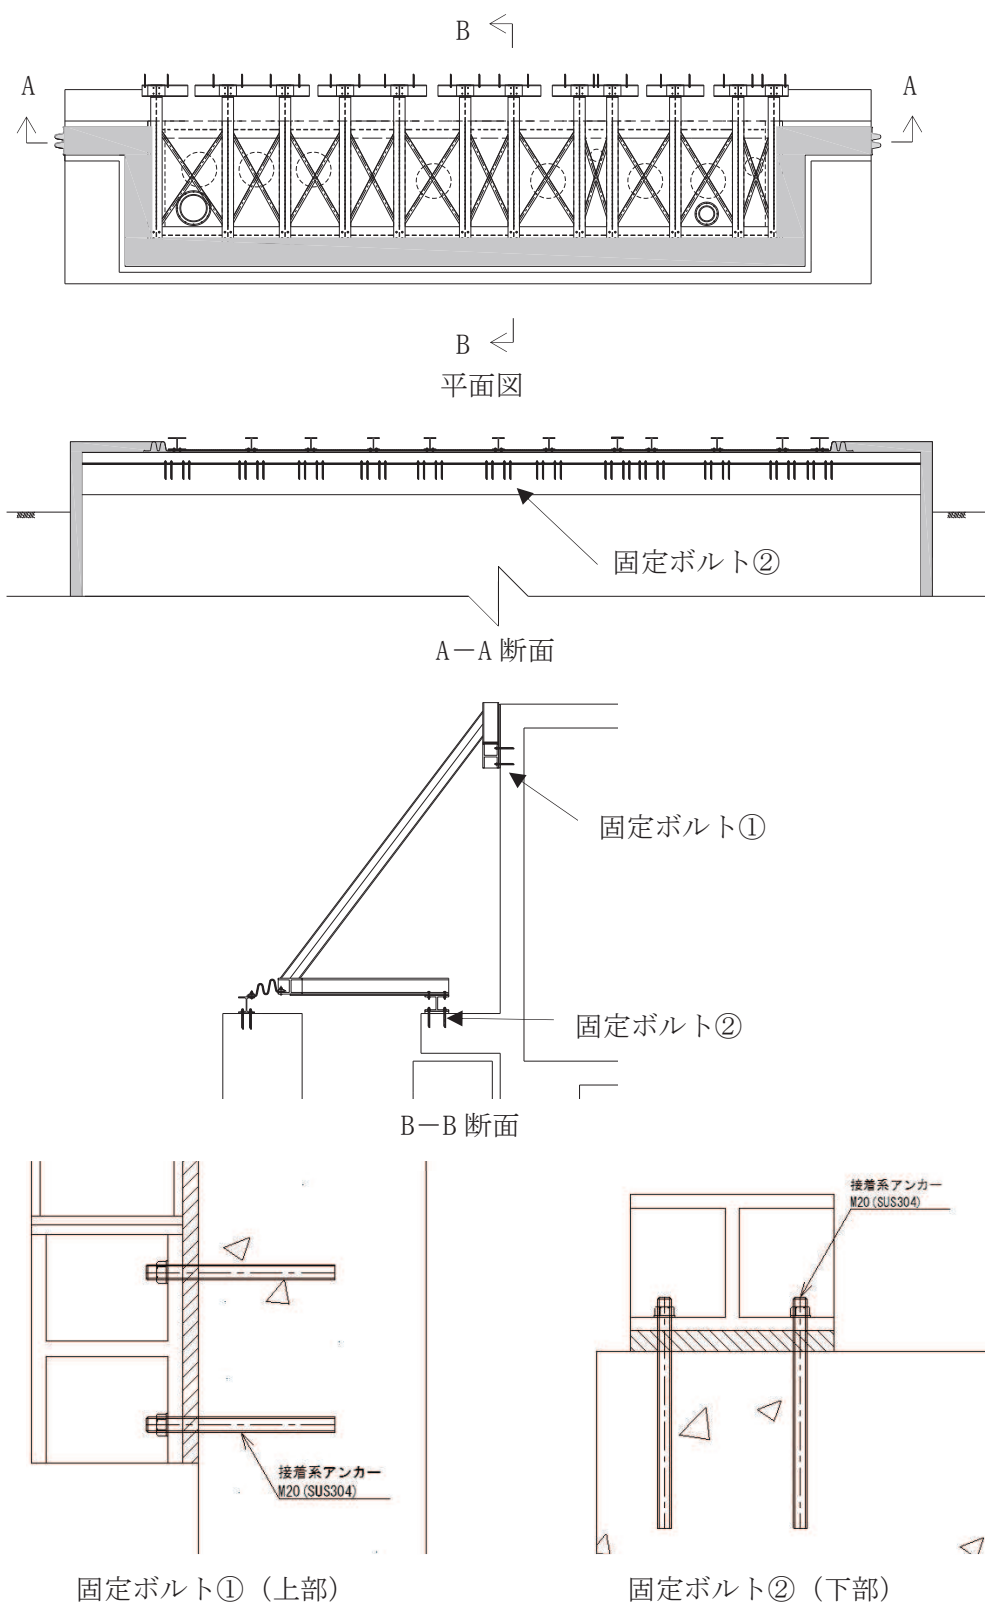 B
A
A
B
平面図
固定ボルト②
A－A 断面
固定ボルト①
固定ボルト②
B－B 断面
接着系アンカー
M20(SUS304)
接着系アンカー
M20(SUS304)
固定ボルト①（上部）
固定ボルト②（下部）